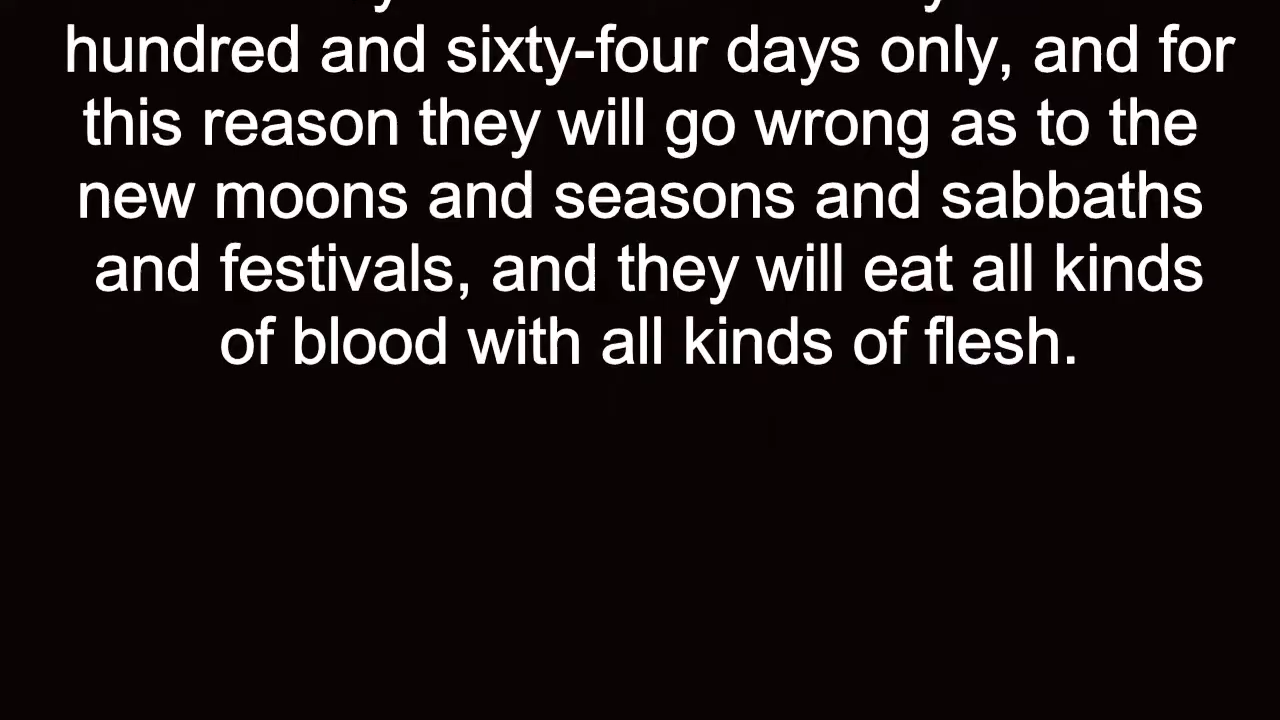 hundred and sixty-four days only, and for
this reason they will go wrong as to the
new moons and seasons and sabbaths
and festivals, and they will eat all kinds
of blood with all kinds of flesh.